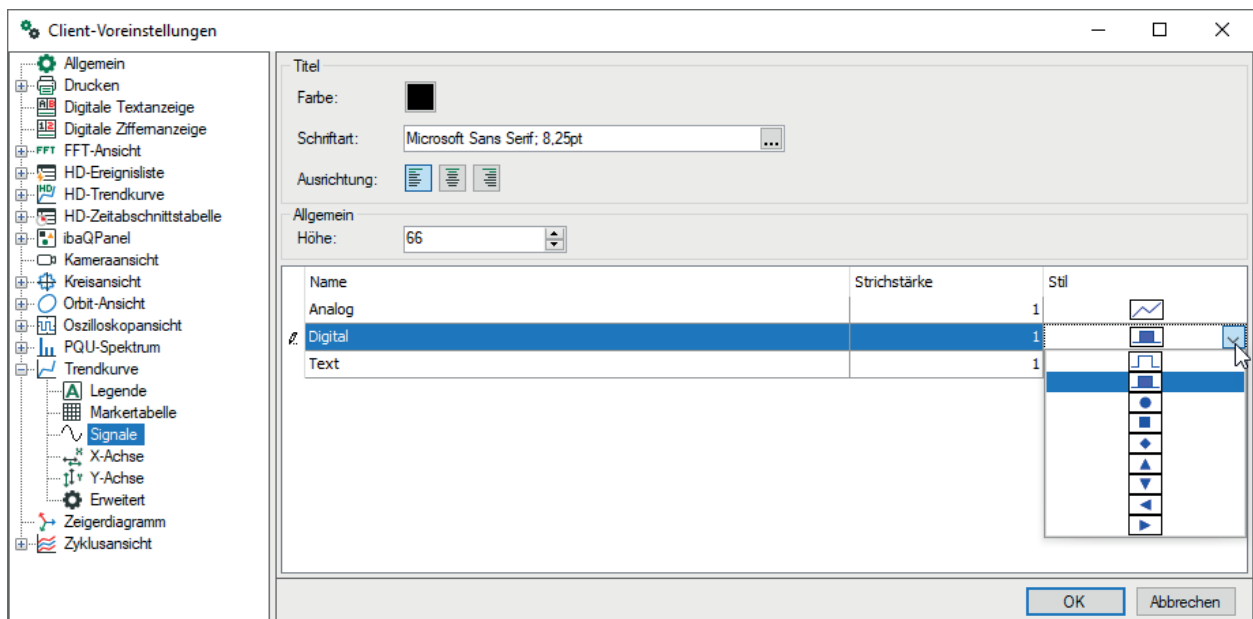 Client-Voreinstellungen
Allgemein
Drucken
Digitale Textanzeige
Digitale Ziffernanzeige
FFT FFT-Ansicht
HD-Ereignisliste
HD HD-Trendkurve
HD-Zeitabschnittstabelle
ibaQPanel
Kameraansicht
Kreisansicht
Orbit-Ansicht
Oszilloskopansicht
PQU-Spektrum
Trendkurve
A Legende
Markertabelle
Signale
X X-Achse
Y Y-Achse
Erweitert
Zeigerdiagramm
Zyklusansicht
Titel
Farbe:
Schriftart: Microsoft Sans Serif; 8,25pt ...
Ausrichtung:
Allgemein
Höhe: 66
Name Strichstärke Stil
Analog 1
Digital 1
Text 1
OK Abbrechen